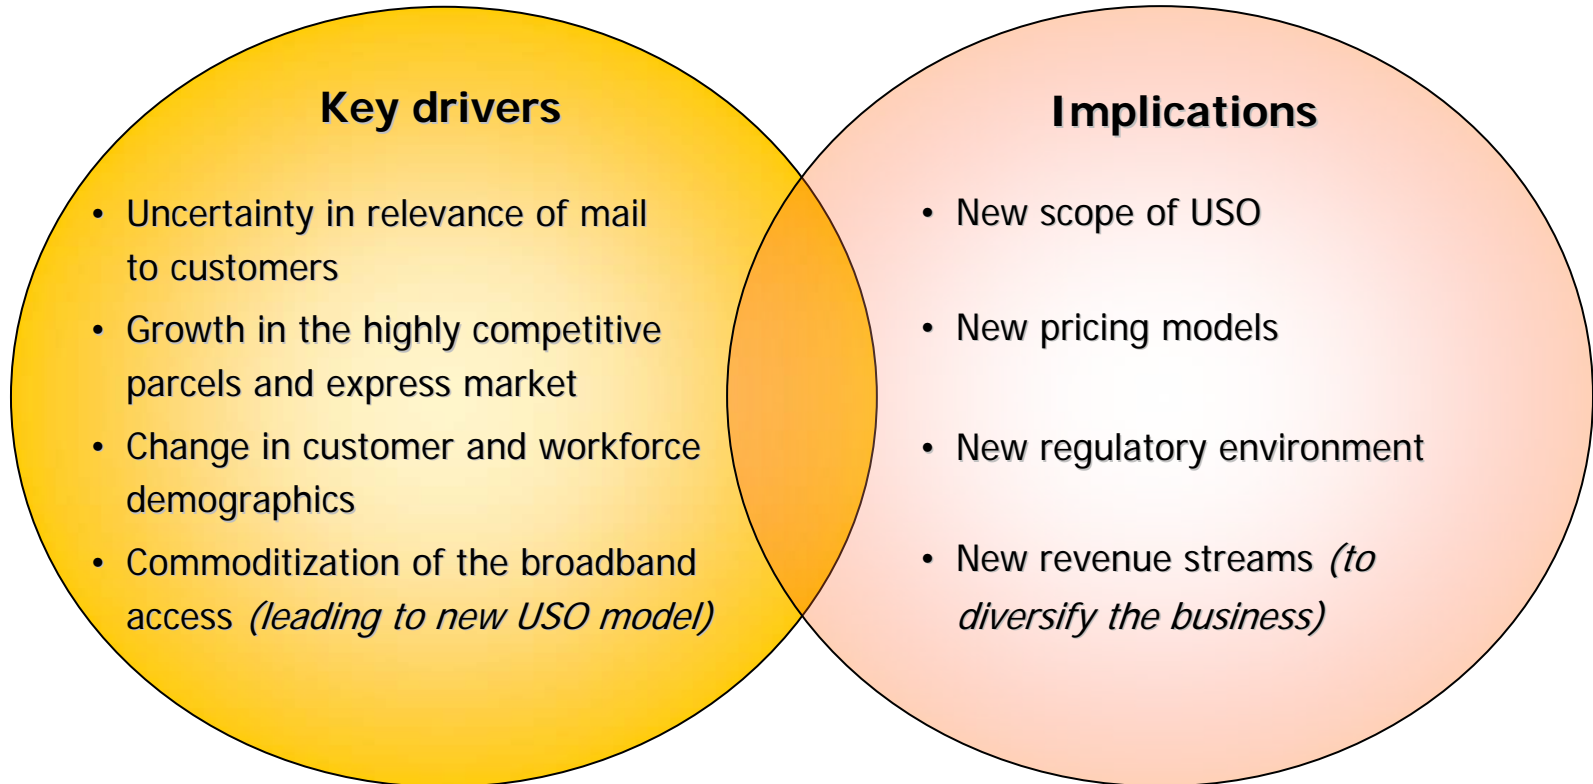 Key drivers
• Uncertainty in relevance of mail
to customers
• Growth in the highly competitive
parcels and express market
• Change in customer and workforce
demographics
• Commoditization of the broadband
access (leading to new USO model)
Implications
• New scope of USO
• New pricing models
• New regulatory environment
• New revenue streams (to
diversify the business)